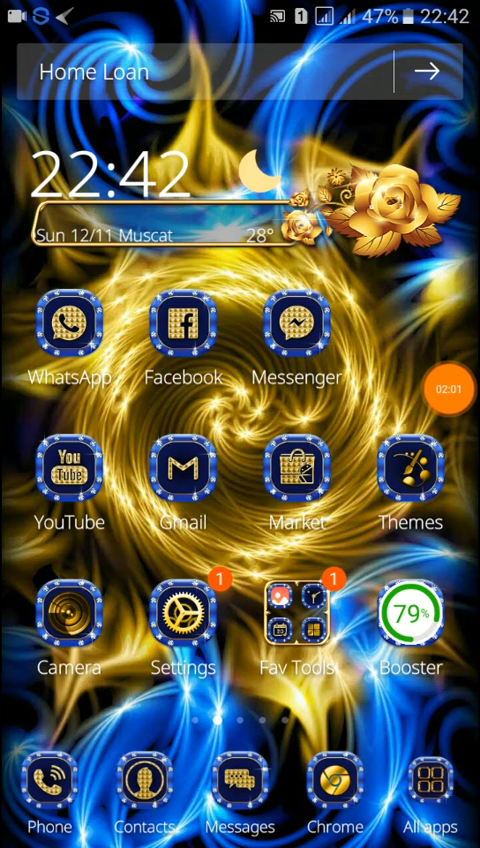 1 47% 22:42
Home Loan
22:42
Sun 12/11 Muscat 28°
WhatsApp Facebook Messenger
02:01
You
Tube
YouTube Gmail Market Themes
1 1
79%
Camera Settings Fav Tools Booster
Phone Contacts Messages Chrome All apps